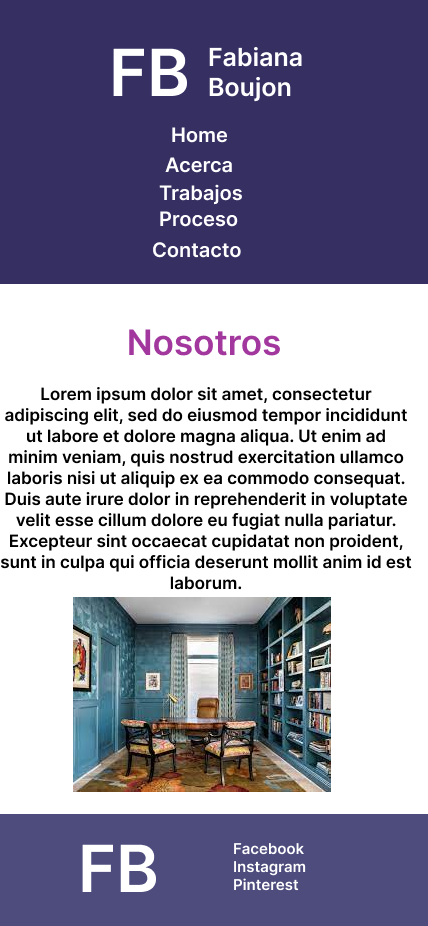 FB
Fabiana
Boujon
Home
Acerca
Trabajos
Proceso
Contacto
Nosotros
Lorem ipsum dolor sit amet, consectetur
adipiscing elit, sed do eiusmod tempor incididunt
ut labore et dolore magna aliqua. Ut enim ad
minim veniam, quis nostrud exercitation ullamco
laboris nisi ut aliquip ex ea commodo consequat.
Duis aute irure dolor in reprehenderit in voluptate
velit esse cillum dolore eu fugiat nulla pariatur.
Excepteur sint occaecat cupidatat non proident,
sunt in culpa qui officia deserunt mollit anim id est
laborum.
FB
Facebook
Instagram
Pinterest